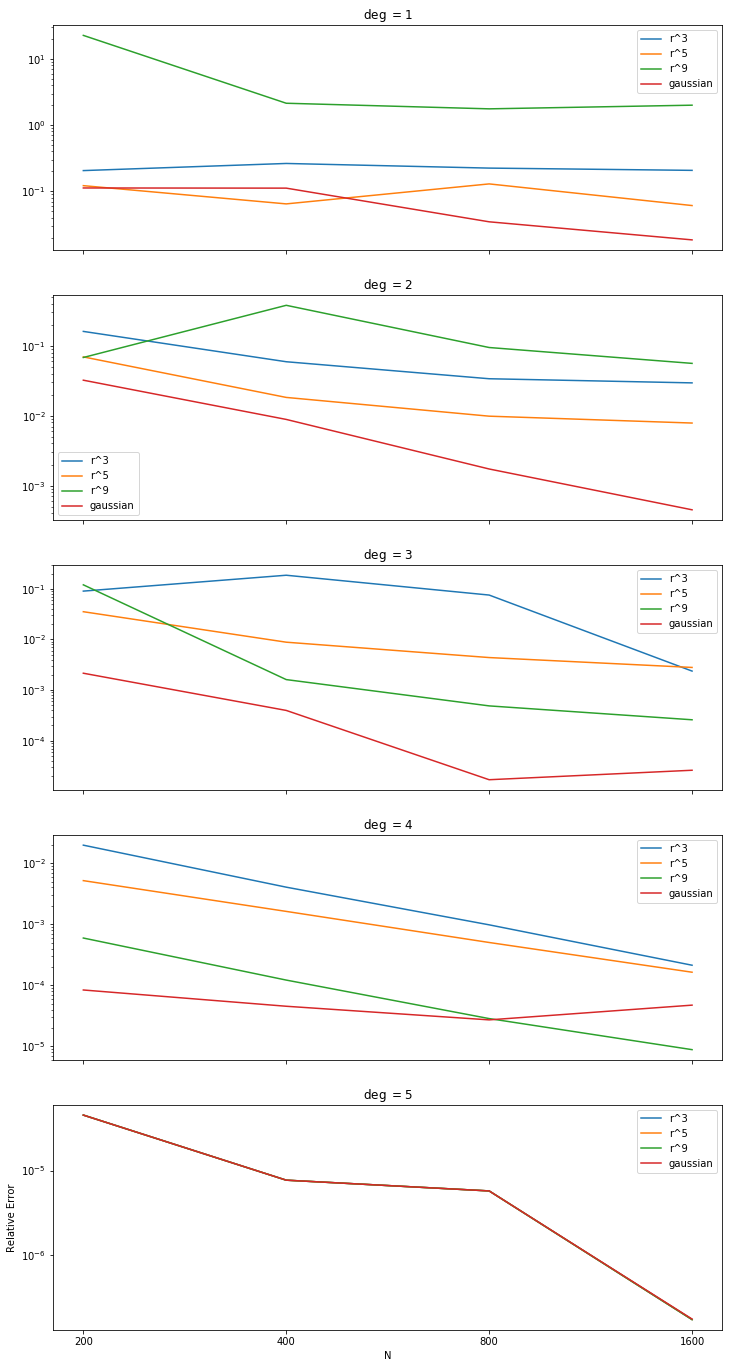 deg = 1
10^1
10^0
10^-1
r^3
r^5
r^9
gaussian
deg = 2
10^-1
10^-2
10^-3
r^3
r^5
r^9
gaussian
deg = 3
10^-1
10^-2
10^-3
10^-4
r^3
r^5
r^9
gaussian
deg = 4
10^-2
10^-3
10^-4
10^-5
r^3
r^5
r^9
gaussian
deg = 5
Relative Error
10^-5
10^-6
r^3
r^5
r^9
gaussian
200 400 800 1600
N